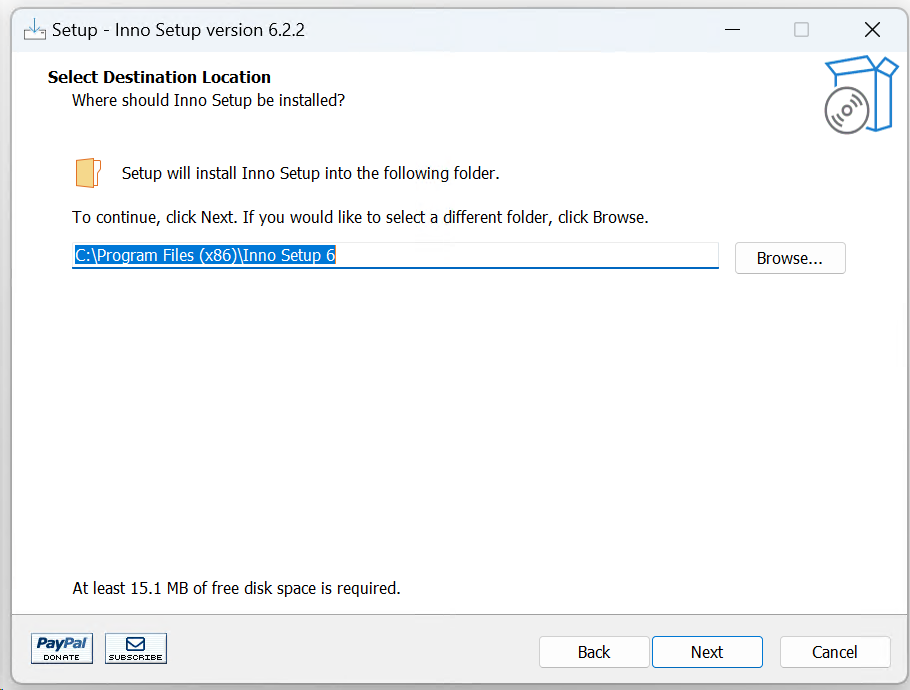 Setup - Inno Setup version 6.2.2
Select Destination Location
Where should Inno Setup be installed?
Setup will install Inno Setup into the following folder.
To continue, click Next. If you would like to select a different folder, click Browse.
C:\Program Files (x86)\Inno Setup 6
Browse...
At least 15.1 MB of free disk space is required.
PayPal
DONATE
SUBSCRIBE
Back
Next
Cancel